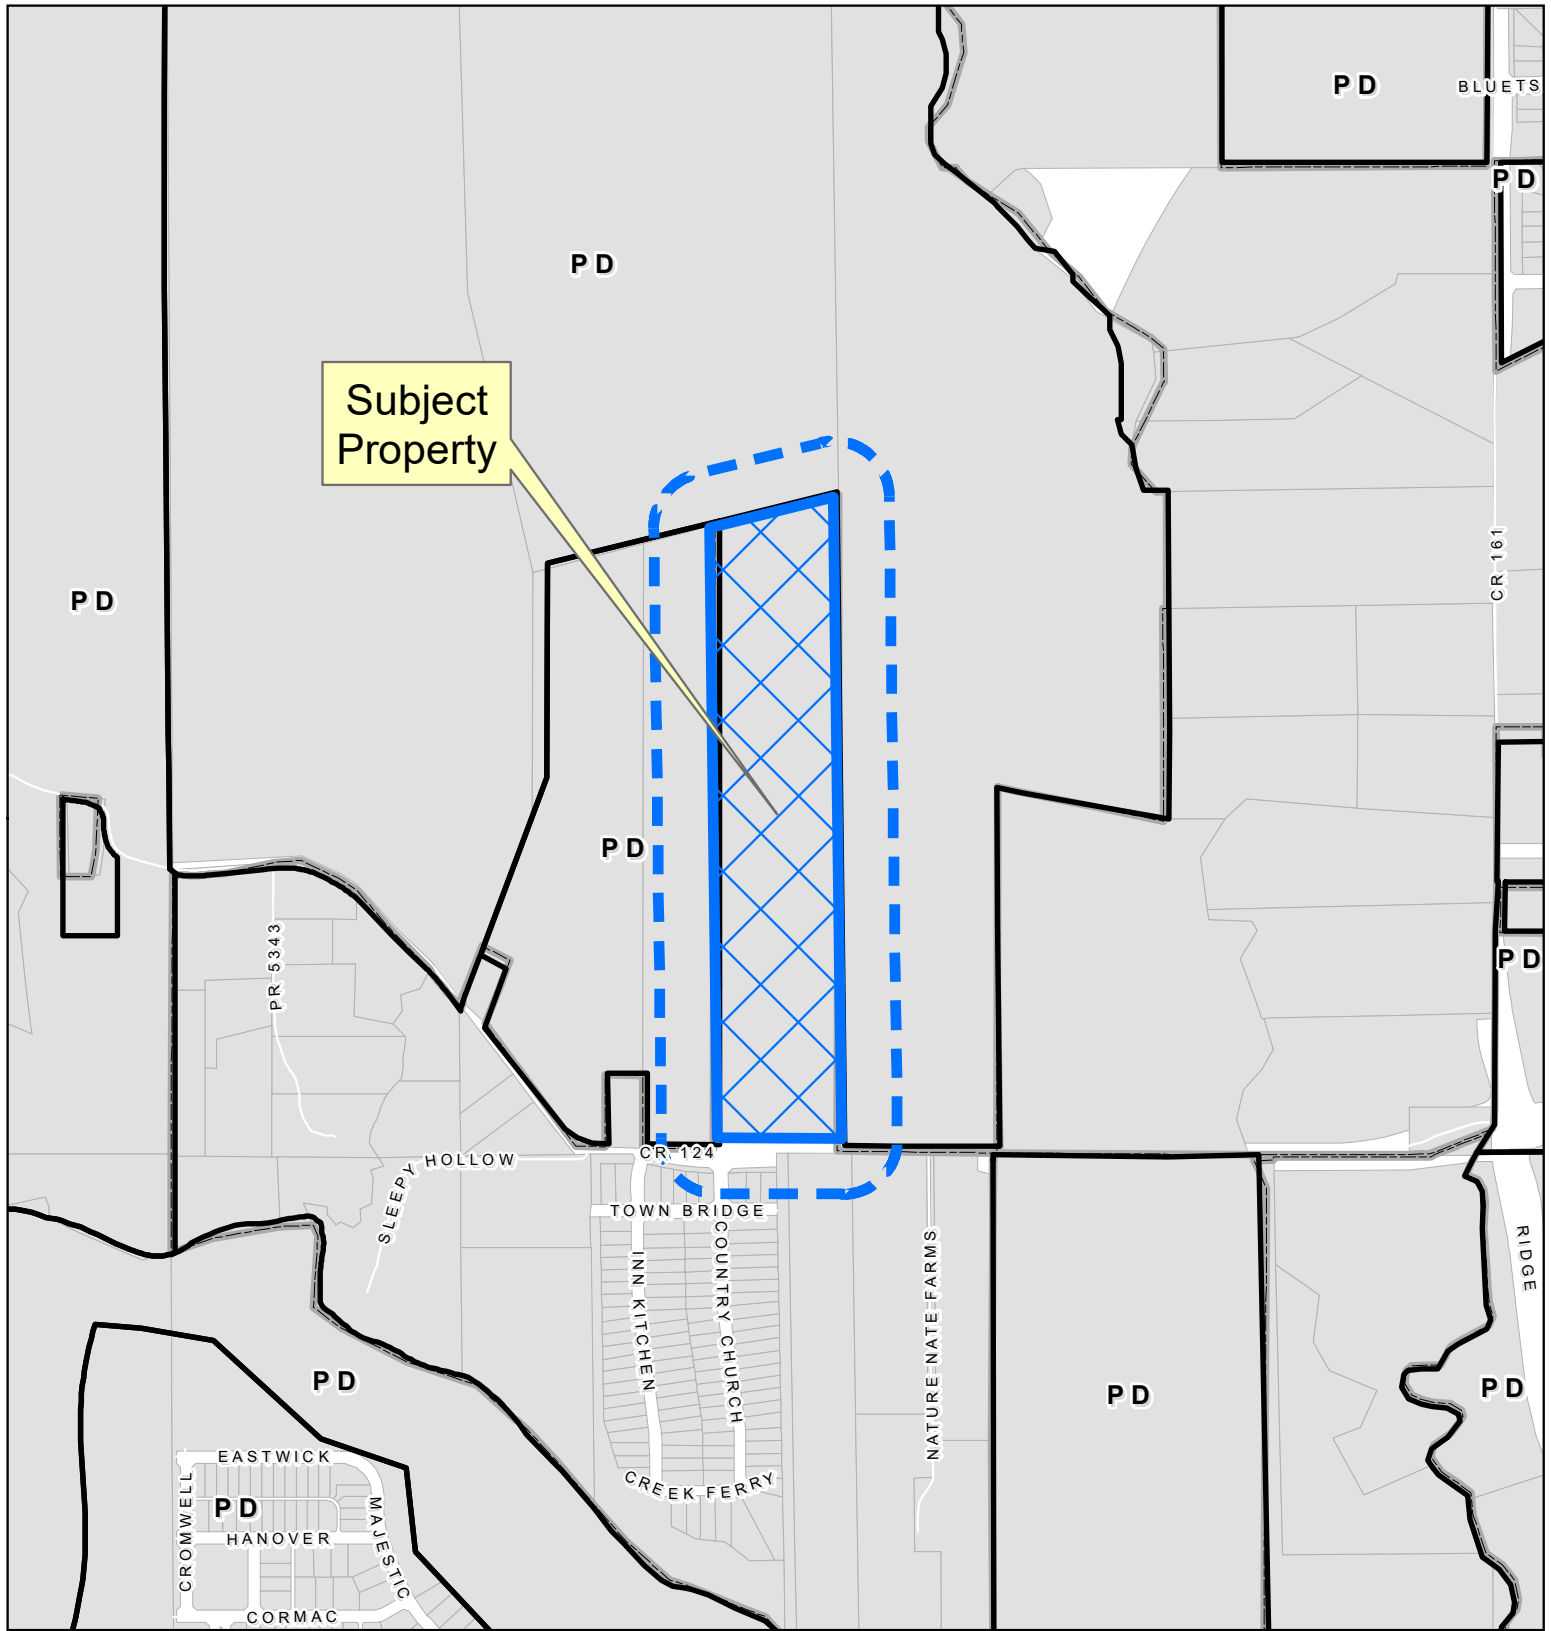 PD
BLUETS
PD
PD
Subject
Property
CR 161
PD
PD
PR 5343
PD
CR 124
SLEEPY HOLLOW
TOWN BRIDGE
INN KITCHEN
COUNTRY CHURCH
NATURE NATE FARMS
RIDGE
PD
PD
PD
CREEK FERRY
EASTWICK
CROMWELL
PD
MAJESTIC
HANOVER
CORMAC